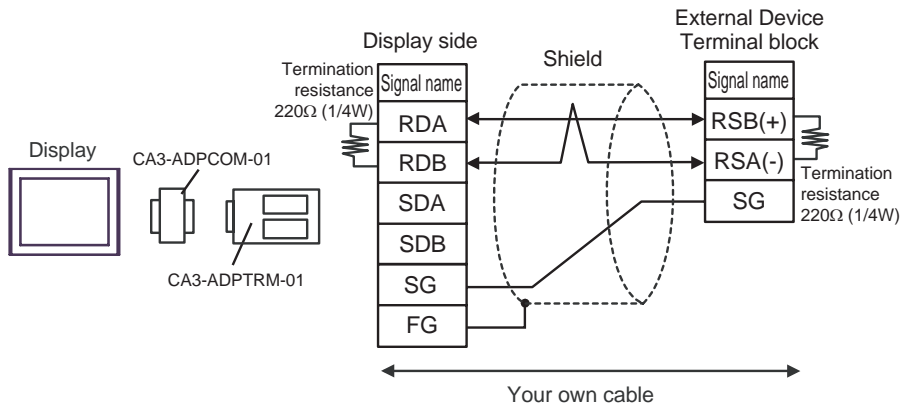 External Device
Terminal block
Display side
Shield
Termination
resistance
220Ω (1/4W)
Signal name
RDA
RDB
SDA
SDB
SG
FG
Signal name
RSB(+)
RSA(-)
SG
Termination
resistance
220Ω (1/4W)
Display
CA3-ADPCOM-01
CA3-ADPTRM-01
Your own cable